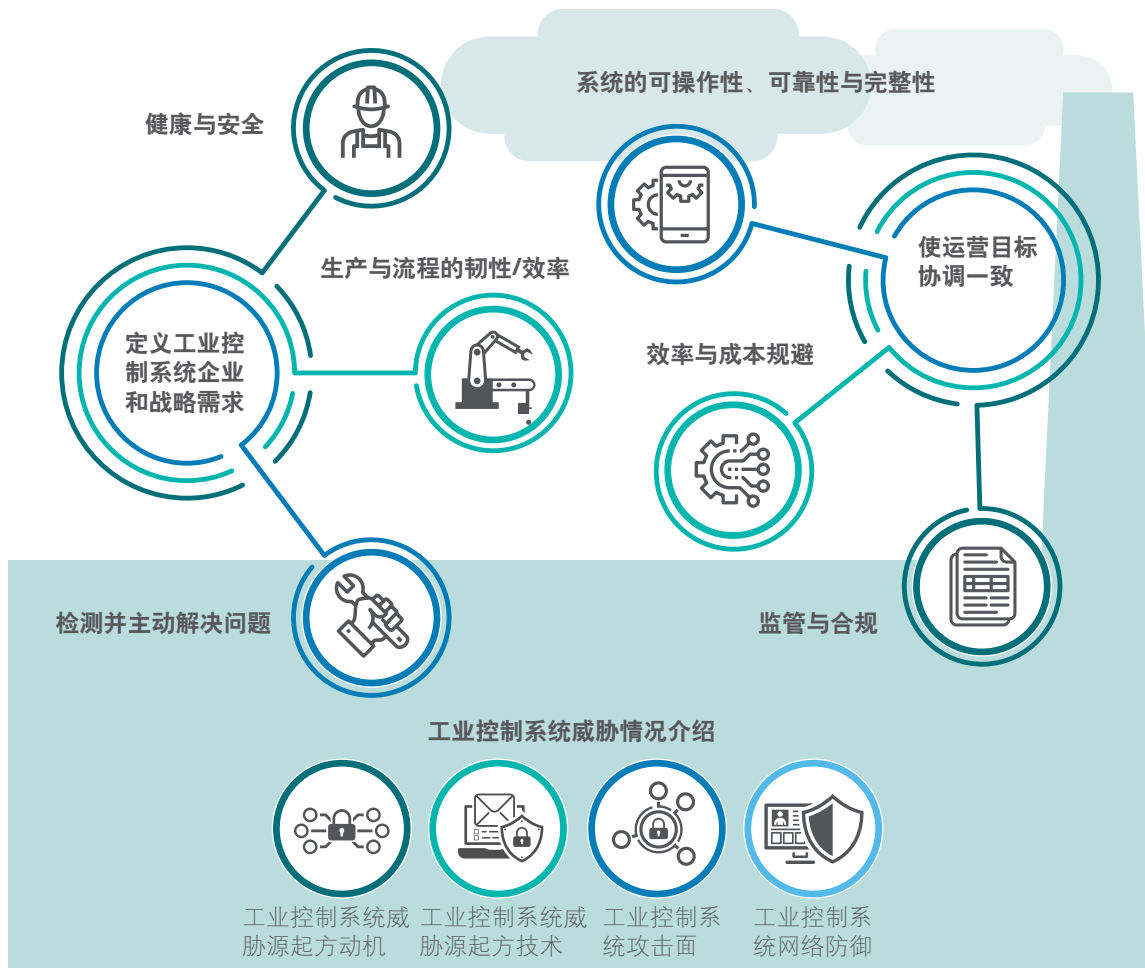 健康与安全
生产与流程的韧性/效率
定义工业控
制系统企业
和战略需求
检测并主动解决问题
系统的可操作性、可靠性与完整性
使运营目标
协调一致
效率与成本规避
监管与合规
工业控制系统威胁情况介绍
工业控制系统威
胁源起方动机
工业控制系统威
胁源起方技术
工业控制系
统攻击面
工业控制系
统网络防御